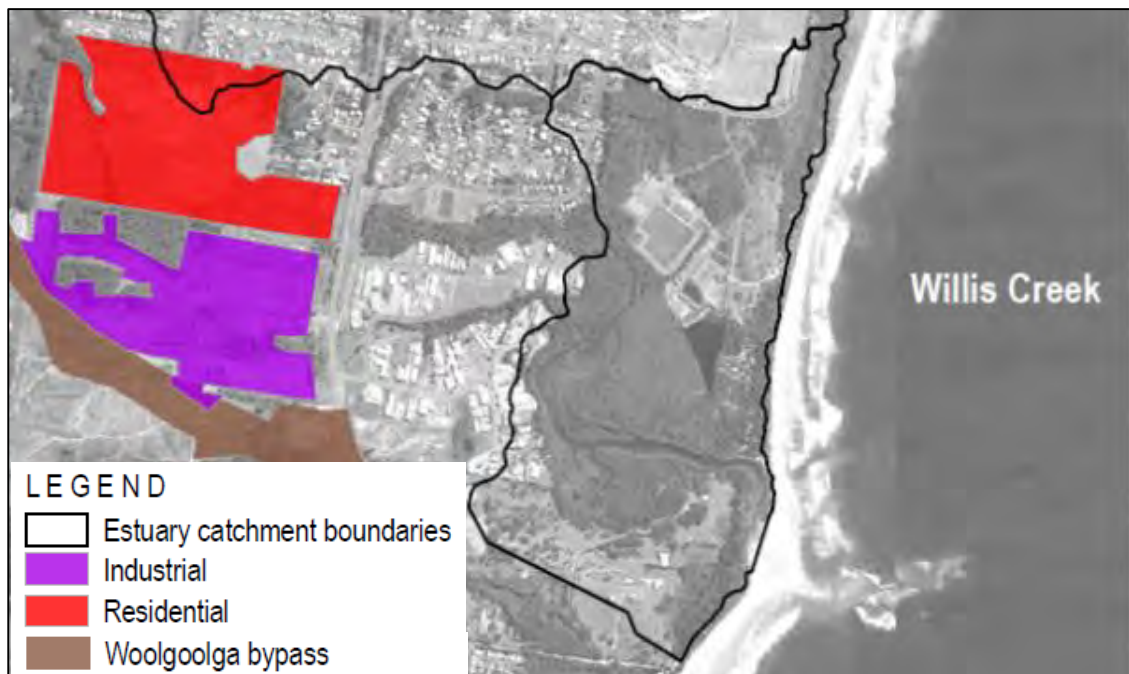 Willis Creek
LEGEND
Estuary catchment boundaries
Industrial
Residential
Woolgoolga bypass